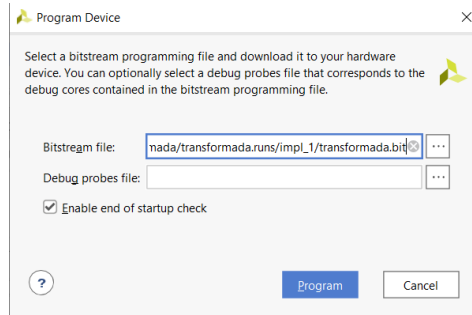 Program Device
Select a bitstream programming file and download it to your hardware
device. You can optionally select a debug probes file that corresponds to the
debug cores contained in the bitstream programming file.
Bitstream file: mada/transformada.runs/impl_1/transformada.bit ...
Debug probes file: ...
Enable end of startup check
? Program Cancel